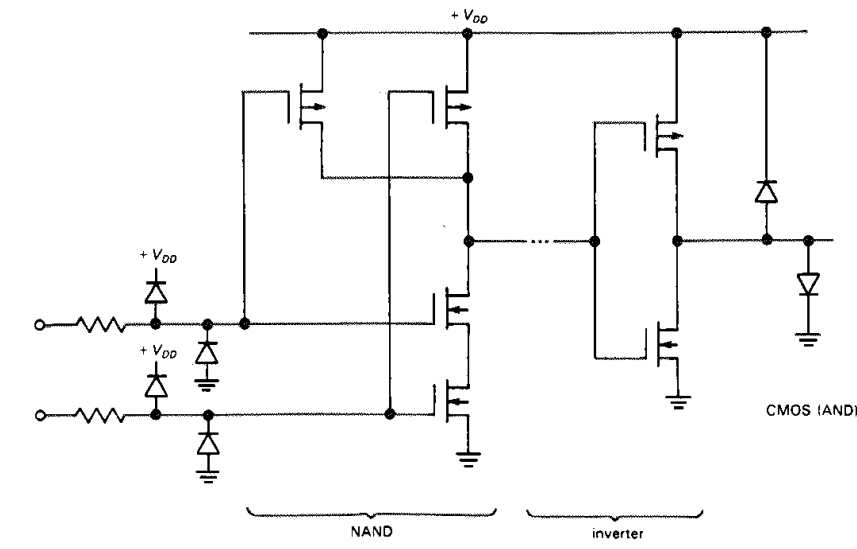 + VDD
+ VDD
+ VDD
CMOS (AND)
NAND
inverter